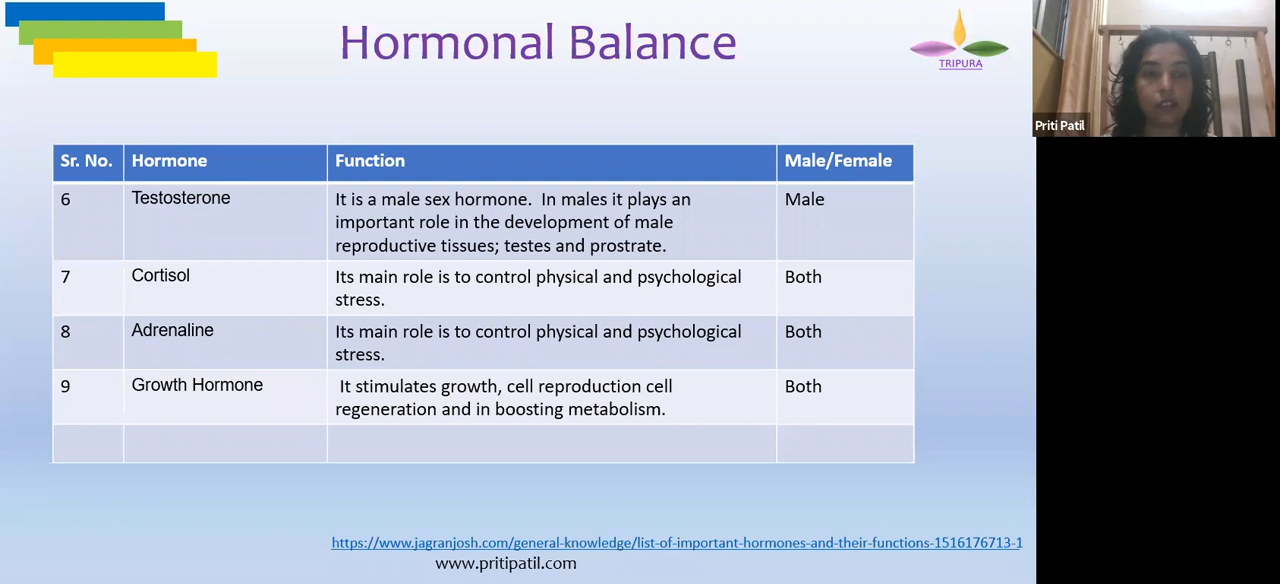 Hormonal Balance
TRIPURA
Priti Patil
Sr. No. Hormone Function Male/Female
6 Testosterone It is a male sex hormone. In males it plays an Male
important role in the development of male
reproductive tissues; testes and prostrate.
7 Cortisol Its main role is to control physical and psychological Both
stress.
8 Adrenaline Its main role is to control physical and psychological Both
stress.
9 Growth Hormone It stimulates growth, cell reproduction cell Both
regeneration and in boosting metabolism.
https://www.jagranjosh.com/general-knowledge/list-of-important-hormones-and-their-functions-1516176713-1
www.pritipatil.com